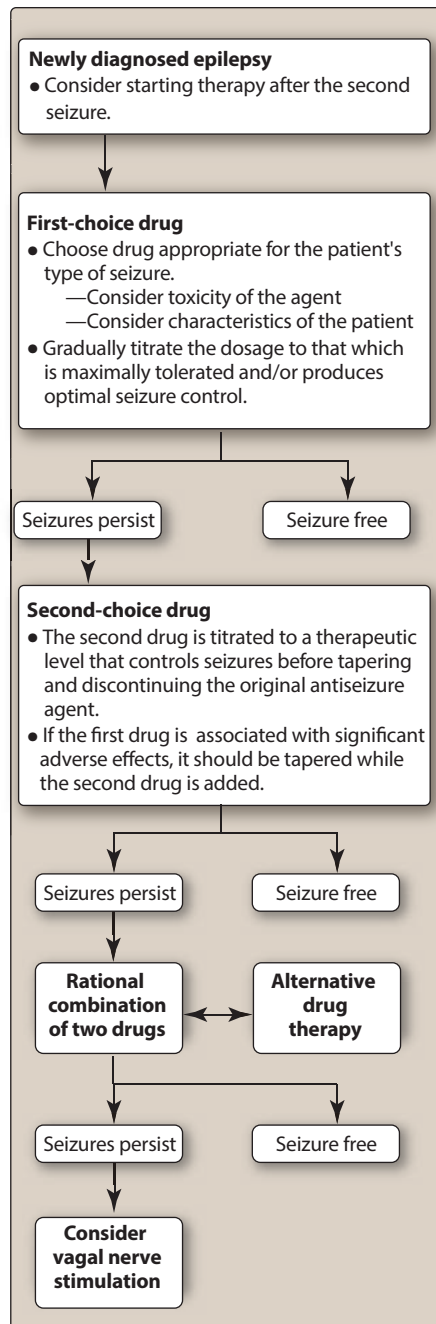 Newly diagnosed epilepsy
● Consider starting therapy after the second
seizure.
First-choice drug
● Choose drug appropriate for the patient's
type of seizure.
—Consider toxicity of the agent
—Consider characteristics of the patient
● Gradually titrate the dosage to that which
is maximally tolerated and/or produces
optimal seizure control.
Seizures persist
Seizure free
Second-choice drug
● The second drug is titrated to a therapeutic
level that controls seizures before tapering
and discontinuing the original antiseizure
agent.
● If the first drug is associated with significant
adverse effects, it should be tapered while
the second drug is added.
Seizures persist
Seizure free
Rational
combination
of two drugs
Alternative
drug
therapy
Seizures persist
Seizure free
Consider
vagal nerve
stimulation